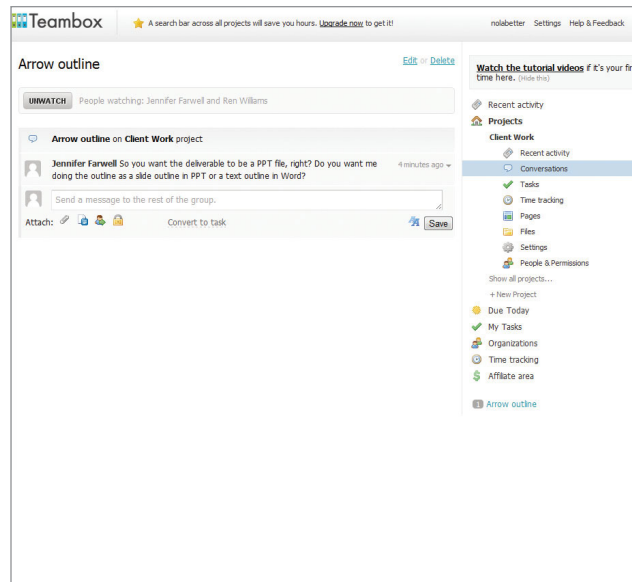 Teambox
A search bar across all projects will save you hours. Upgrade now to get it!
nolabetter Settings Help & Feedback
Arrow outline
Edit or Delete
UNWATCH People watching: Jennifer Farwell and Ren Williams
Arrow outline on Client Work project
Jennifer Farwell So you want the deliverable to be a PPT file, right? Do you want me
4 minutes ago
doing the outline as a slide outline in PPT or a text outline in Word?
Send a message to the rest of the group.
Attach:
Convert to task
Save
Watch the tutorial videos if it's your fir
time here. (Hide this)
Recent activity
Projects
Client Work
Recent activity
Conversations
Tasks
Time tracking
Pages
Files
Settings
People & Permissions
Show all projects...
+ New Project
Due Today
My Tasks
Organizations
Time tracking
Affiliate area
1 Arrow outline